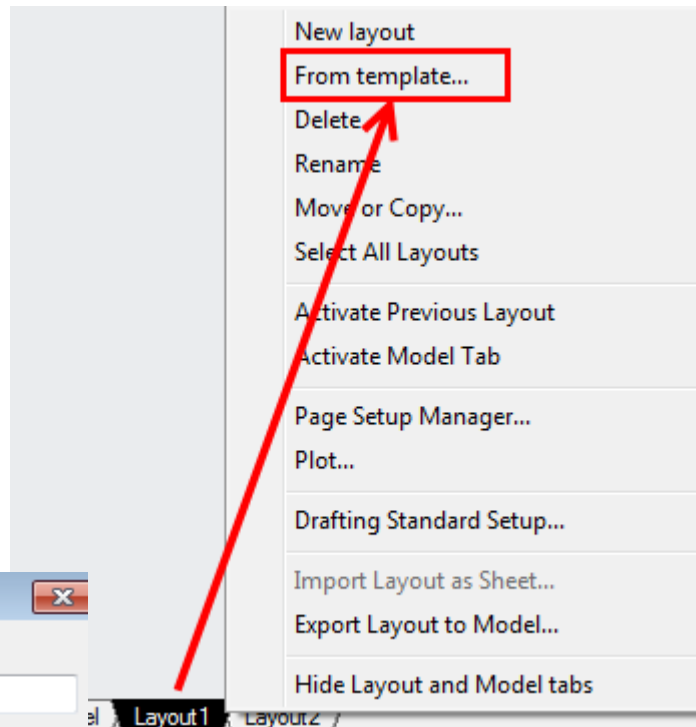 New layout
From template...
Delete
Rename
Move or Copy...
Select All Layouts
Activate Previous Layout
Activate Model Tab
Page Setup Manager...
Plot...
Drafting Standard Setup...
Import Layout as Sheet...
Export Layout to Model...
Hide Layout and Model tabs
el Layout1 Layout2